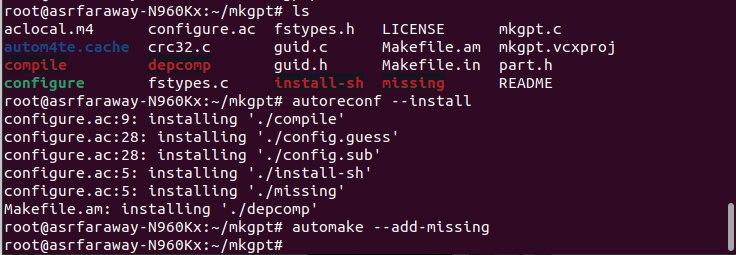 root@asrfaraway-N960Kx:~/mkgpt# ls
aclocal.m4 configure.ac fstypes.h LICENSE mkgpt.c
autom4te.cache crc32.c guid.c Makefile.am mkgpt.vcxproj
compile depcomp guid.h Makefile.in part.h
configure fstypes.c install-sh missing README
root@asrfaraway-N960Kx:~/mkgpt# autoreconf --install
configure.ac:9: installing './compile'
configure.ac:28: installing './config.guess'
configure.ac:28: installing './config.sub'
configure.ac:5: installing './install-sh'
configure.ac:5: installing './missing'
Makefile.am: installing './depcomp'
root@asrfaraway-N960Kx:~/mkgpt# automake --add-missing
root@asrfaraway-N960Kx:~/mkgpt#